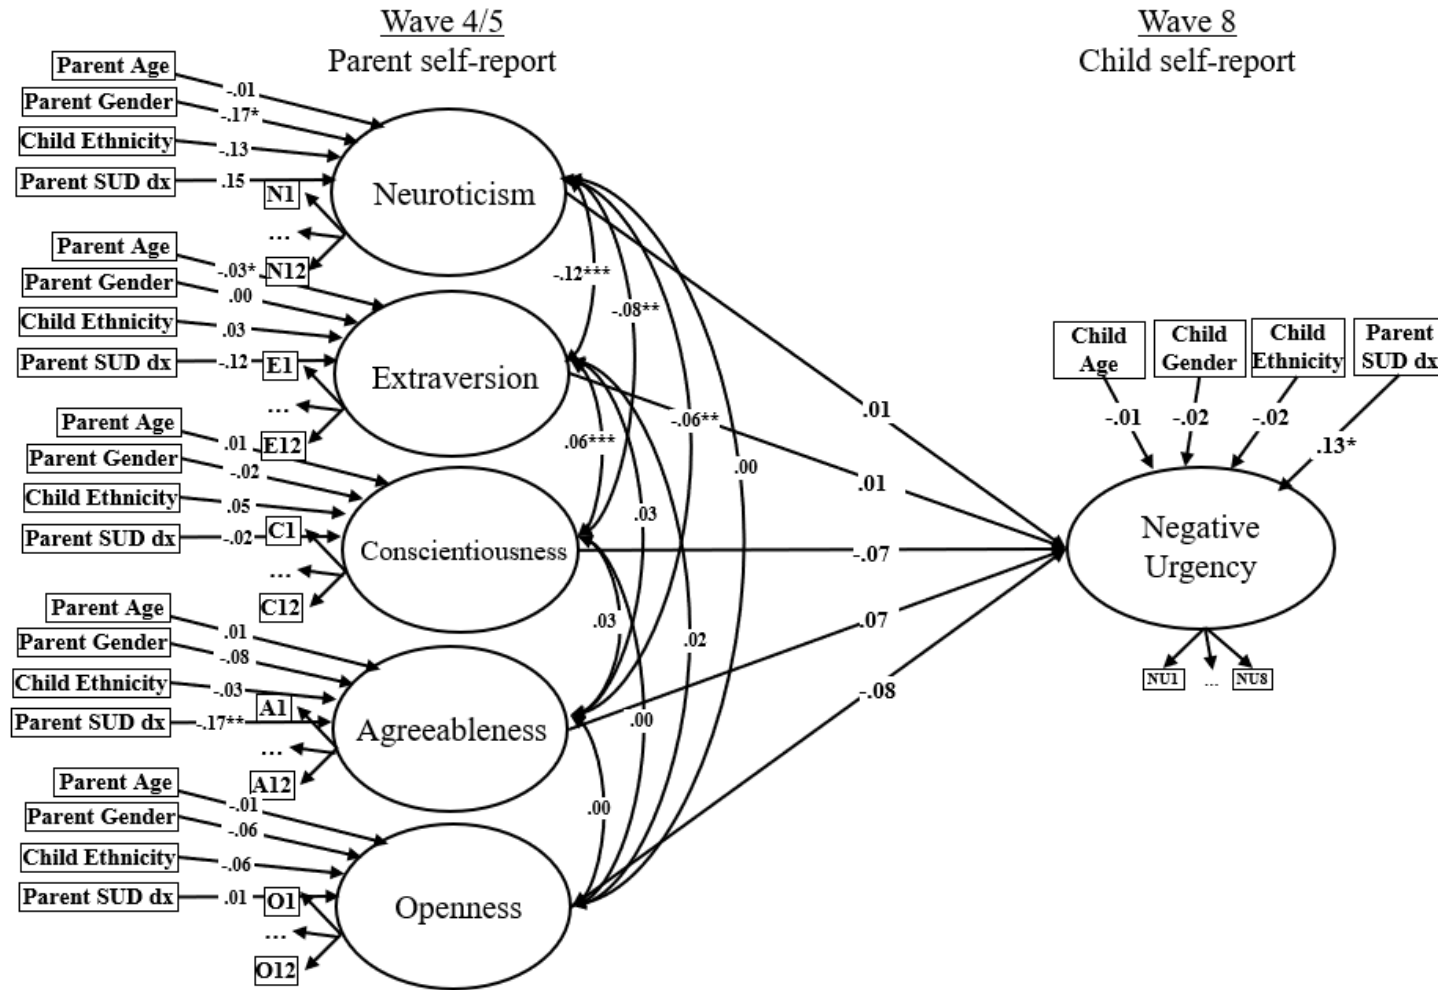 Wave 4/5
Parent self-report
Wave 8
Child self-report
Parent Age
-.01
Parent Gender
-.17*
Child Ethnicity
-.13
Parent SUD dx
.15
N1
...
N12
Neuroticism
Parent Age
-.03*
Parent Gender
.00
Child Ethnicity
.03
Parent SUD dx
-.12
E1
...
E12
Extraversion
Parent Age
.01
Parent Gender
-.02
Child Ethnicity
.05
Parent SUD dx
-.02
C1
...
C12
Conscientiousness
Parent Age
.01
Parent Gender
-.08
Child Ethnicity
-.03
Parent SUD dx
-.17**
A1
...
A12
Agreeableness
Parent Age
-.01
Parent Gender
-.06
Child Ethnicity
-.06
Parent SUD dx
.01
O1
...
O12
Openness
-.12***
-.08**
-.06**
.00
.06***
.03
.02
.03
.00
.00
.01
.01
-.07
.07
-.08
Child
Age
Child
Gender
Child
Ethnicity
Parent
SUD dx
-.01
-.02
-.02
.13*
Negative
Urgency
NU1
...
NU8